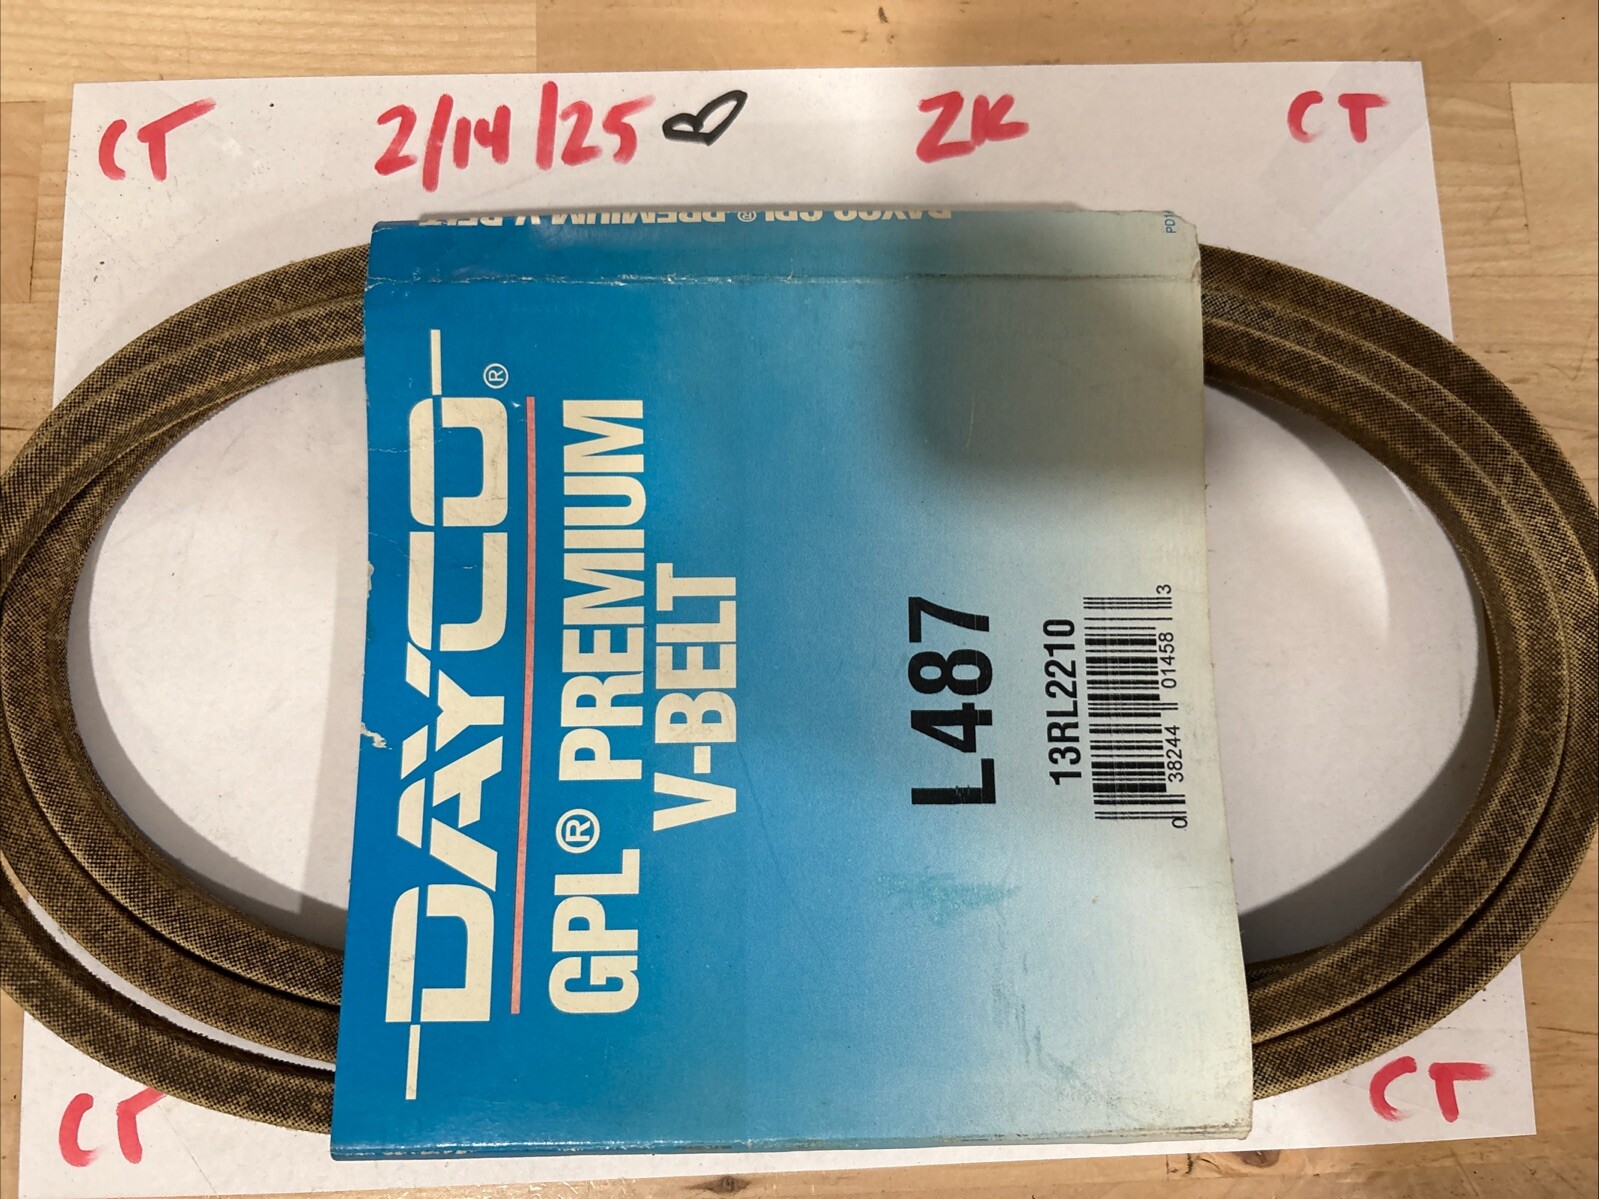 CT 2/14/25 B ZK CT
DAYCO GPL® PREMIUM V-BELT
PD1
DAYCO®
GPL® PREMIUM
V-BELT
L487
13RL2210
0 38244 01458 3
CT CT